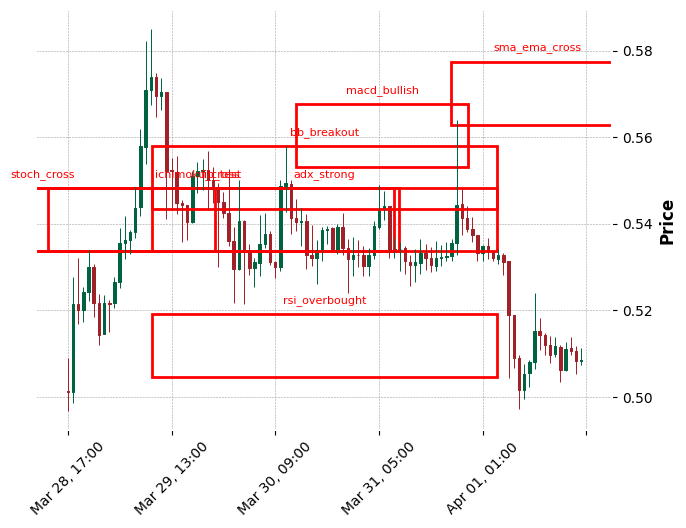 sma_ema_cross
0.58
macd_bullish
0.56
bb_breakout
stoch_cross
adx_strong
0.54
Price
rsi_overbought
0.52
0.50
Mar 28, 17:00
Mar 29, 13:00
Mar 30, 09:00
Mar 31, 05:00
Apr 01, 01:00